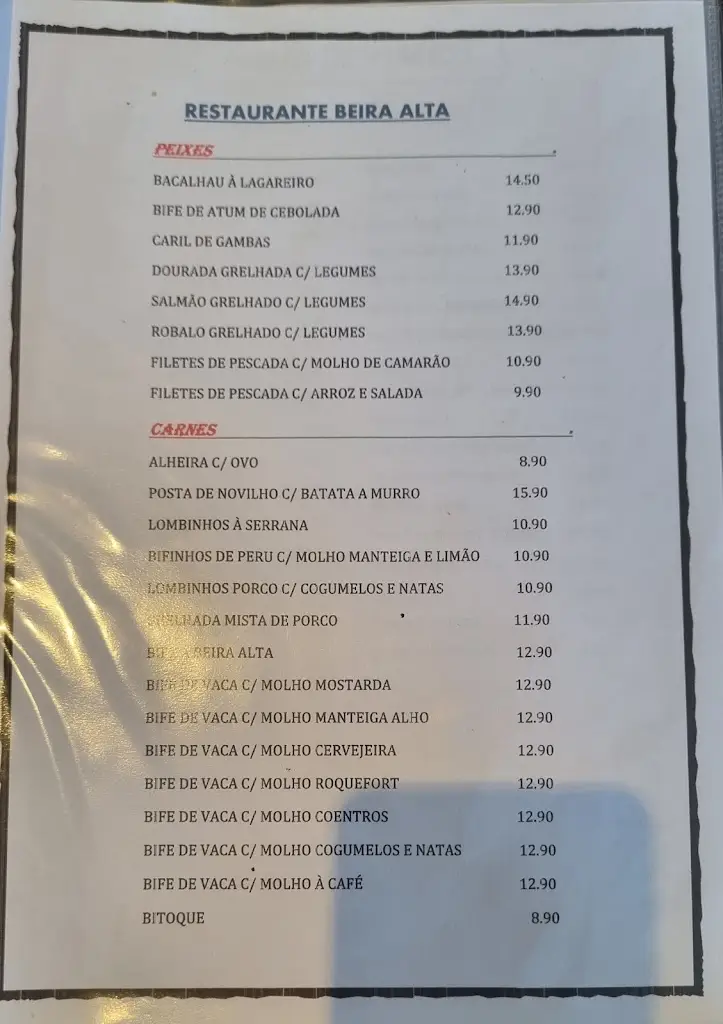 RESTAURANTE BEIRA ALTA
PEIXES
BACALHAU À LAGAREIRO 14.50
BIFE DE ATUM DE CEBOLADA 12.90
CARIL DE GAMBAS 11.90
DOURADA GRELHADA C/ LEGUMES 13.90
SALMÃO GRELHADO C/ LEGUMES 14.90
ROBALO GRELHADO C/ LEGUMES 13.90
FILETES DE PESCADA C/ MOLHO DE CAMARÃO 10.90
FILETES DE PESCADA C/ ARROZ E SALADA 9.90
CARNES
ALHEIRA C/ OVO 8.90
POSTA DE NOVILHO C/ BATATA A MURRO 15.90
LOMBINHOS À SERRANA 10.90
BIFINHOS DE PERU C/ MOLHO MANTEIGA E LIMÃO 10.90
LOMBINHOS PORCO C/ COGUMELOS E NATAS 10.90
GRELHADA MISTA DE PORCO 11.90
BIFE BEIRA ALTA 12.90
BIFE DE VACA C/ MOLHO MOSTARDA 12.90
BIFE DE VACA C/ MOLHO MANTEIGA ALHO 12.90
BIFE DE VACA C/ MOLHO CERVEJEIRA 12.90
BIFE DE VACA C/ MOLHO ROQUEFORT 12.90
BIFE DE VACA C/ MOLHO COENTROS 12.90
BIFE DE VACA C/ MOLHO COGUMELOS E NATAS 12.90
BIFE DE VACA C/ MOLHO À CAFÉ 12.90
BITOQUE 8.90